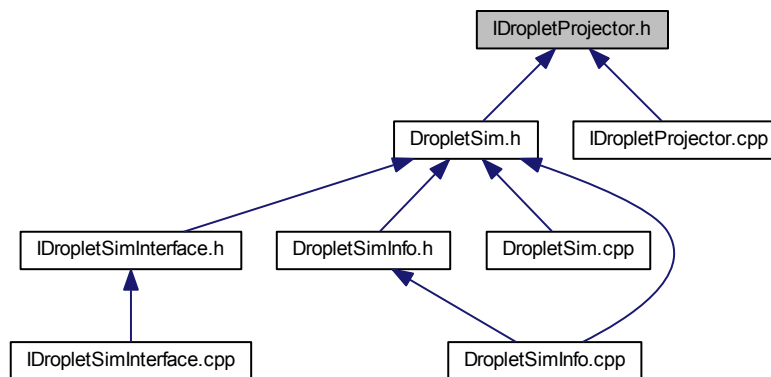 IDropletProjector.h
DropletSim.h
IDropletProjector.cpp
IDropletSimInterface.h
DropletSimInfo.h
DropletSim.cpp
IDropletSimInterface.cpp
DropletSimInfo.cpp